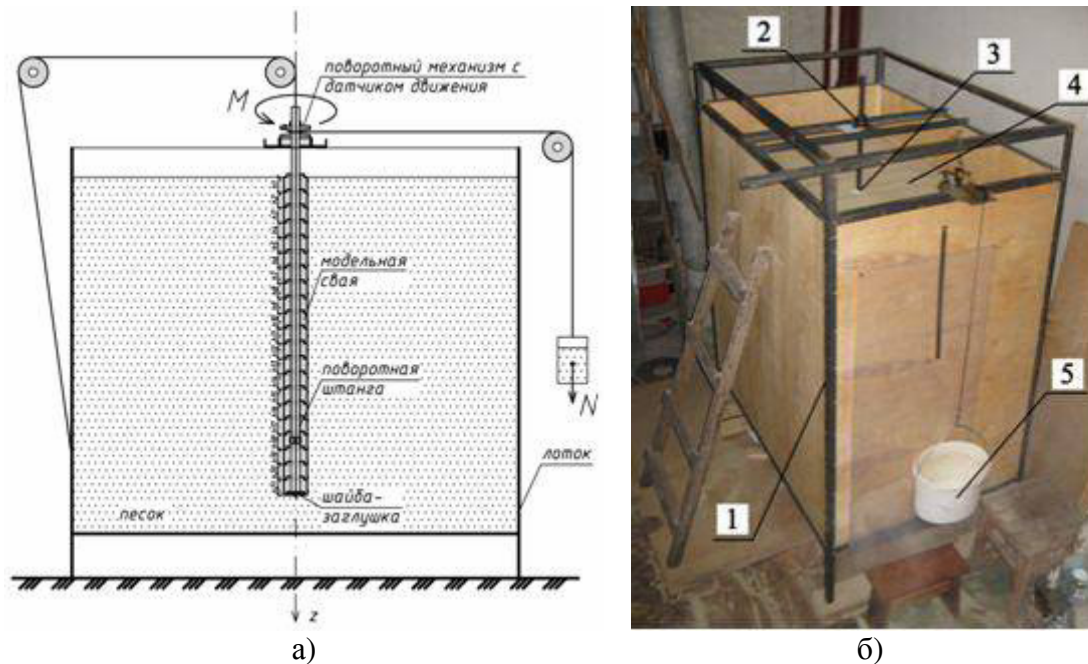 поворотный механизм с
датчиком движения
M
модельная
свая
поворотная
штанга
N
лоток
шайба-
заглушка
песок
z
а)
2
3
4
5
1
б)